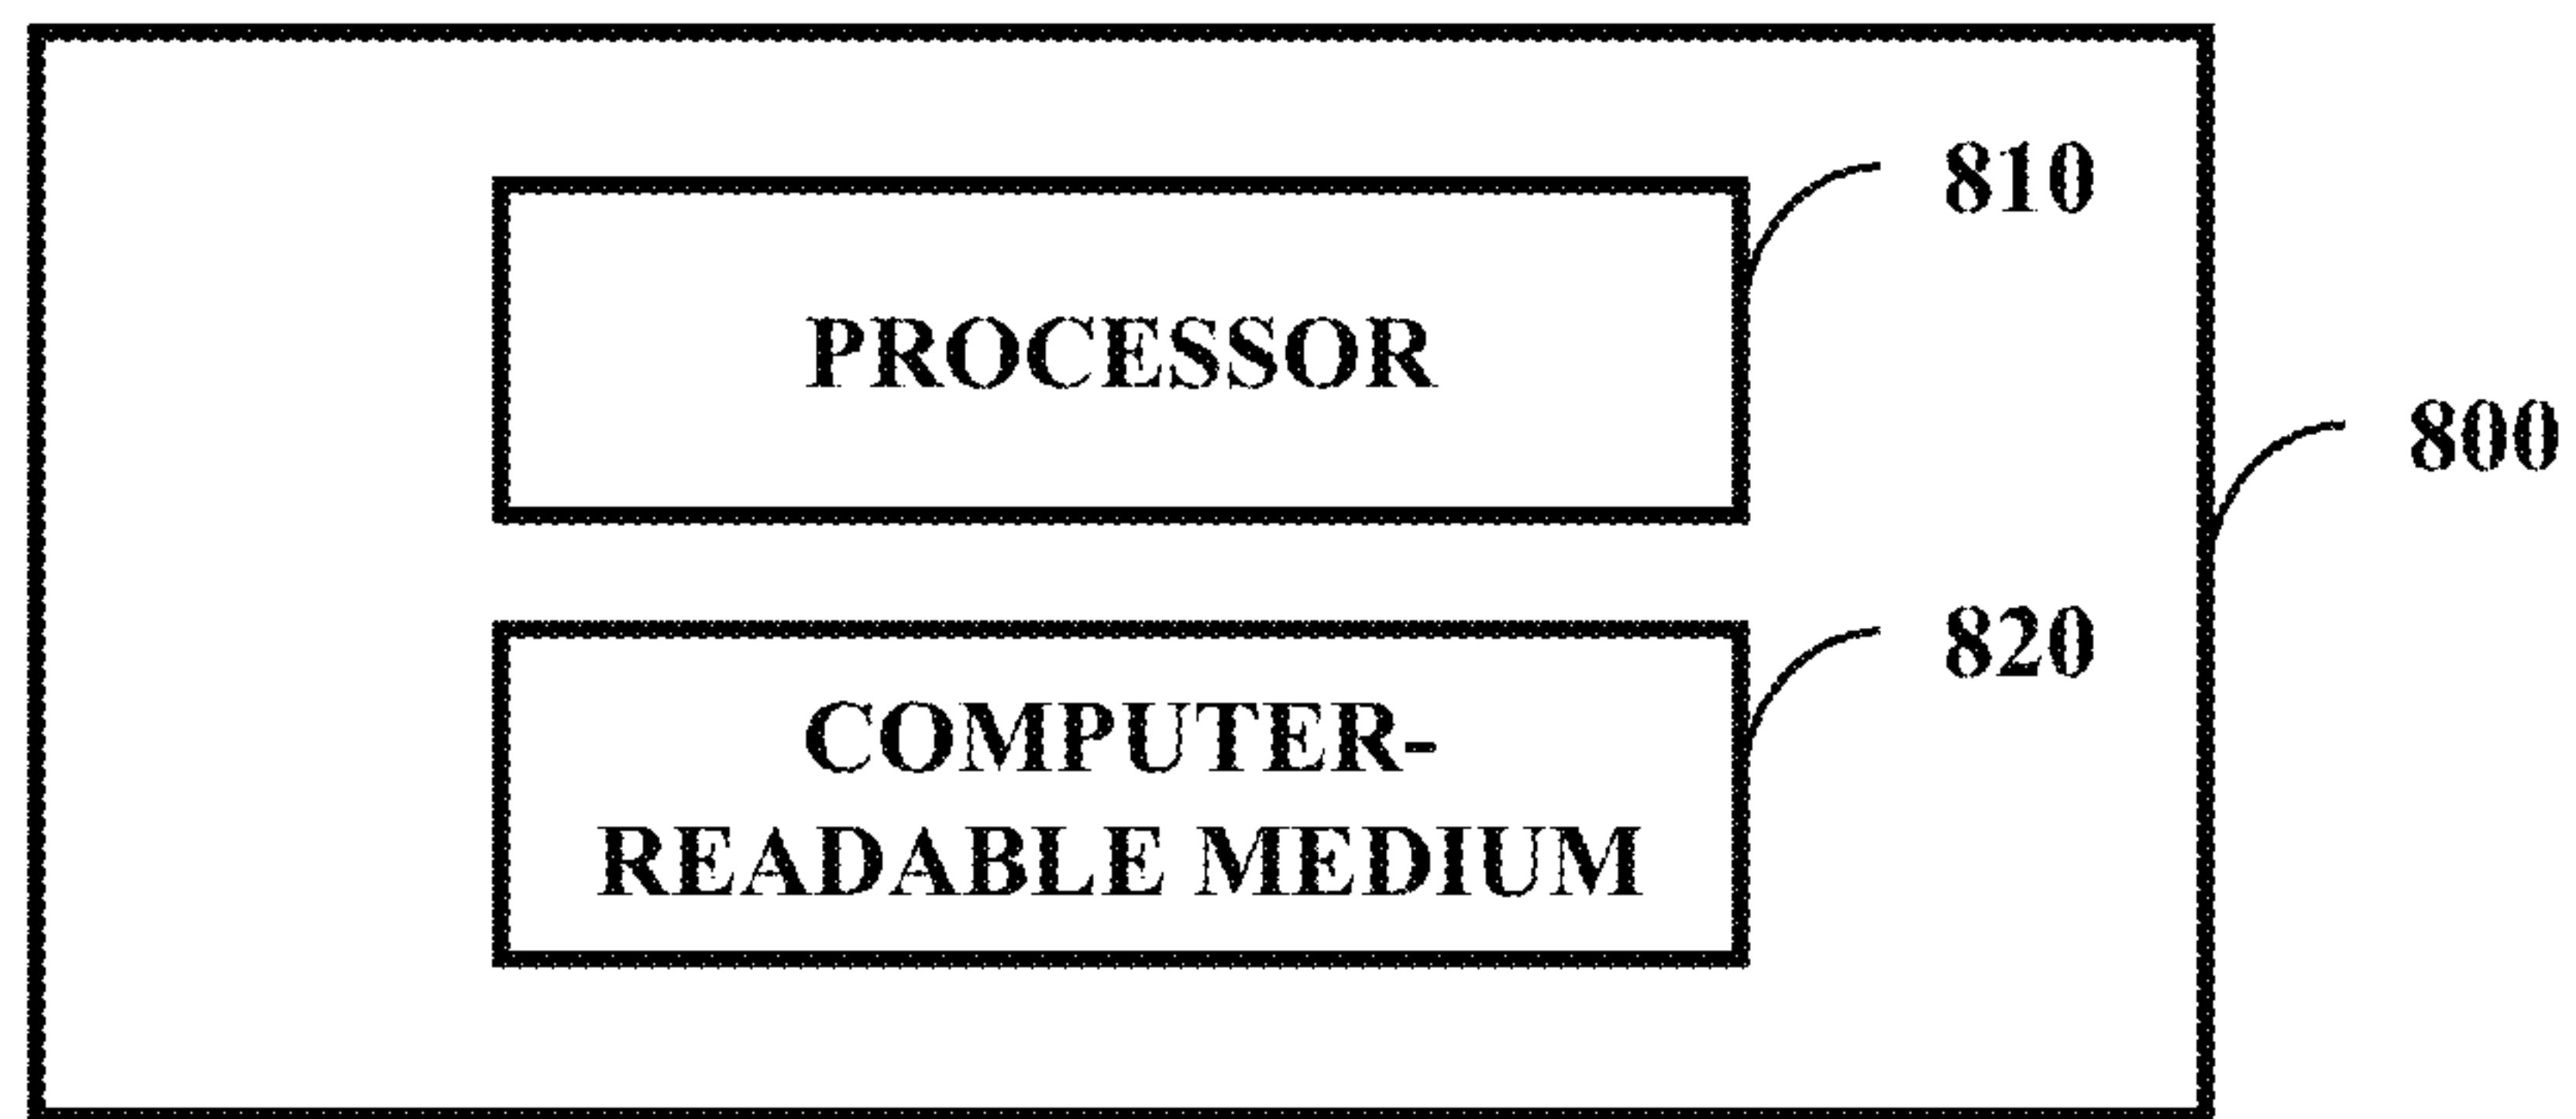 810
PROCESSOR
800
820
COMPUTER-
READABLE MEDIUM